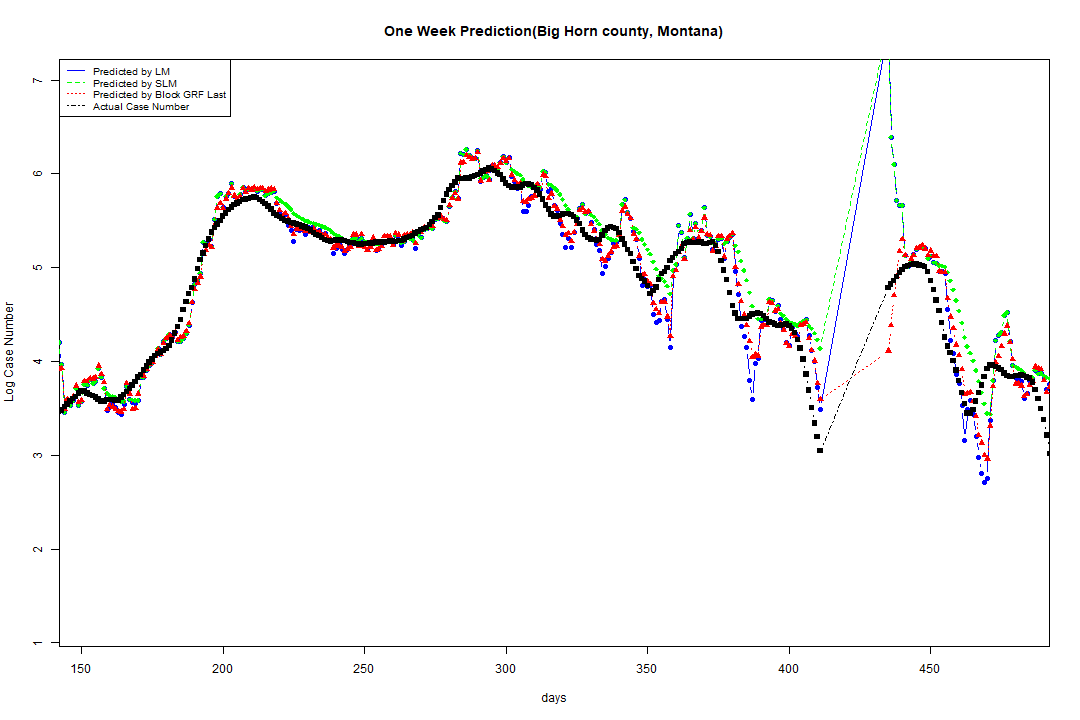 One Week Prediction(Big Horn county, Montana)
Predicted by LM
Predicted by SLM
Predicted by Block GRF Last
Actual Case Number
7
6
5
4
3
2
1
Log Case Number
150 200 250 300 350 400 450
days